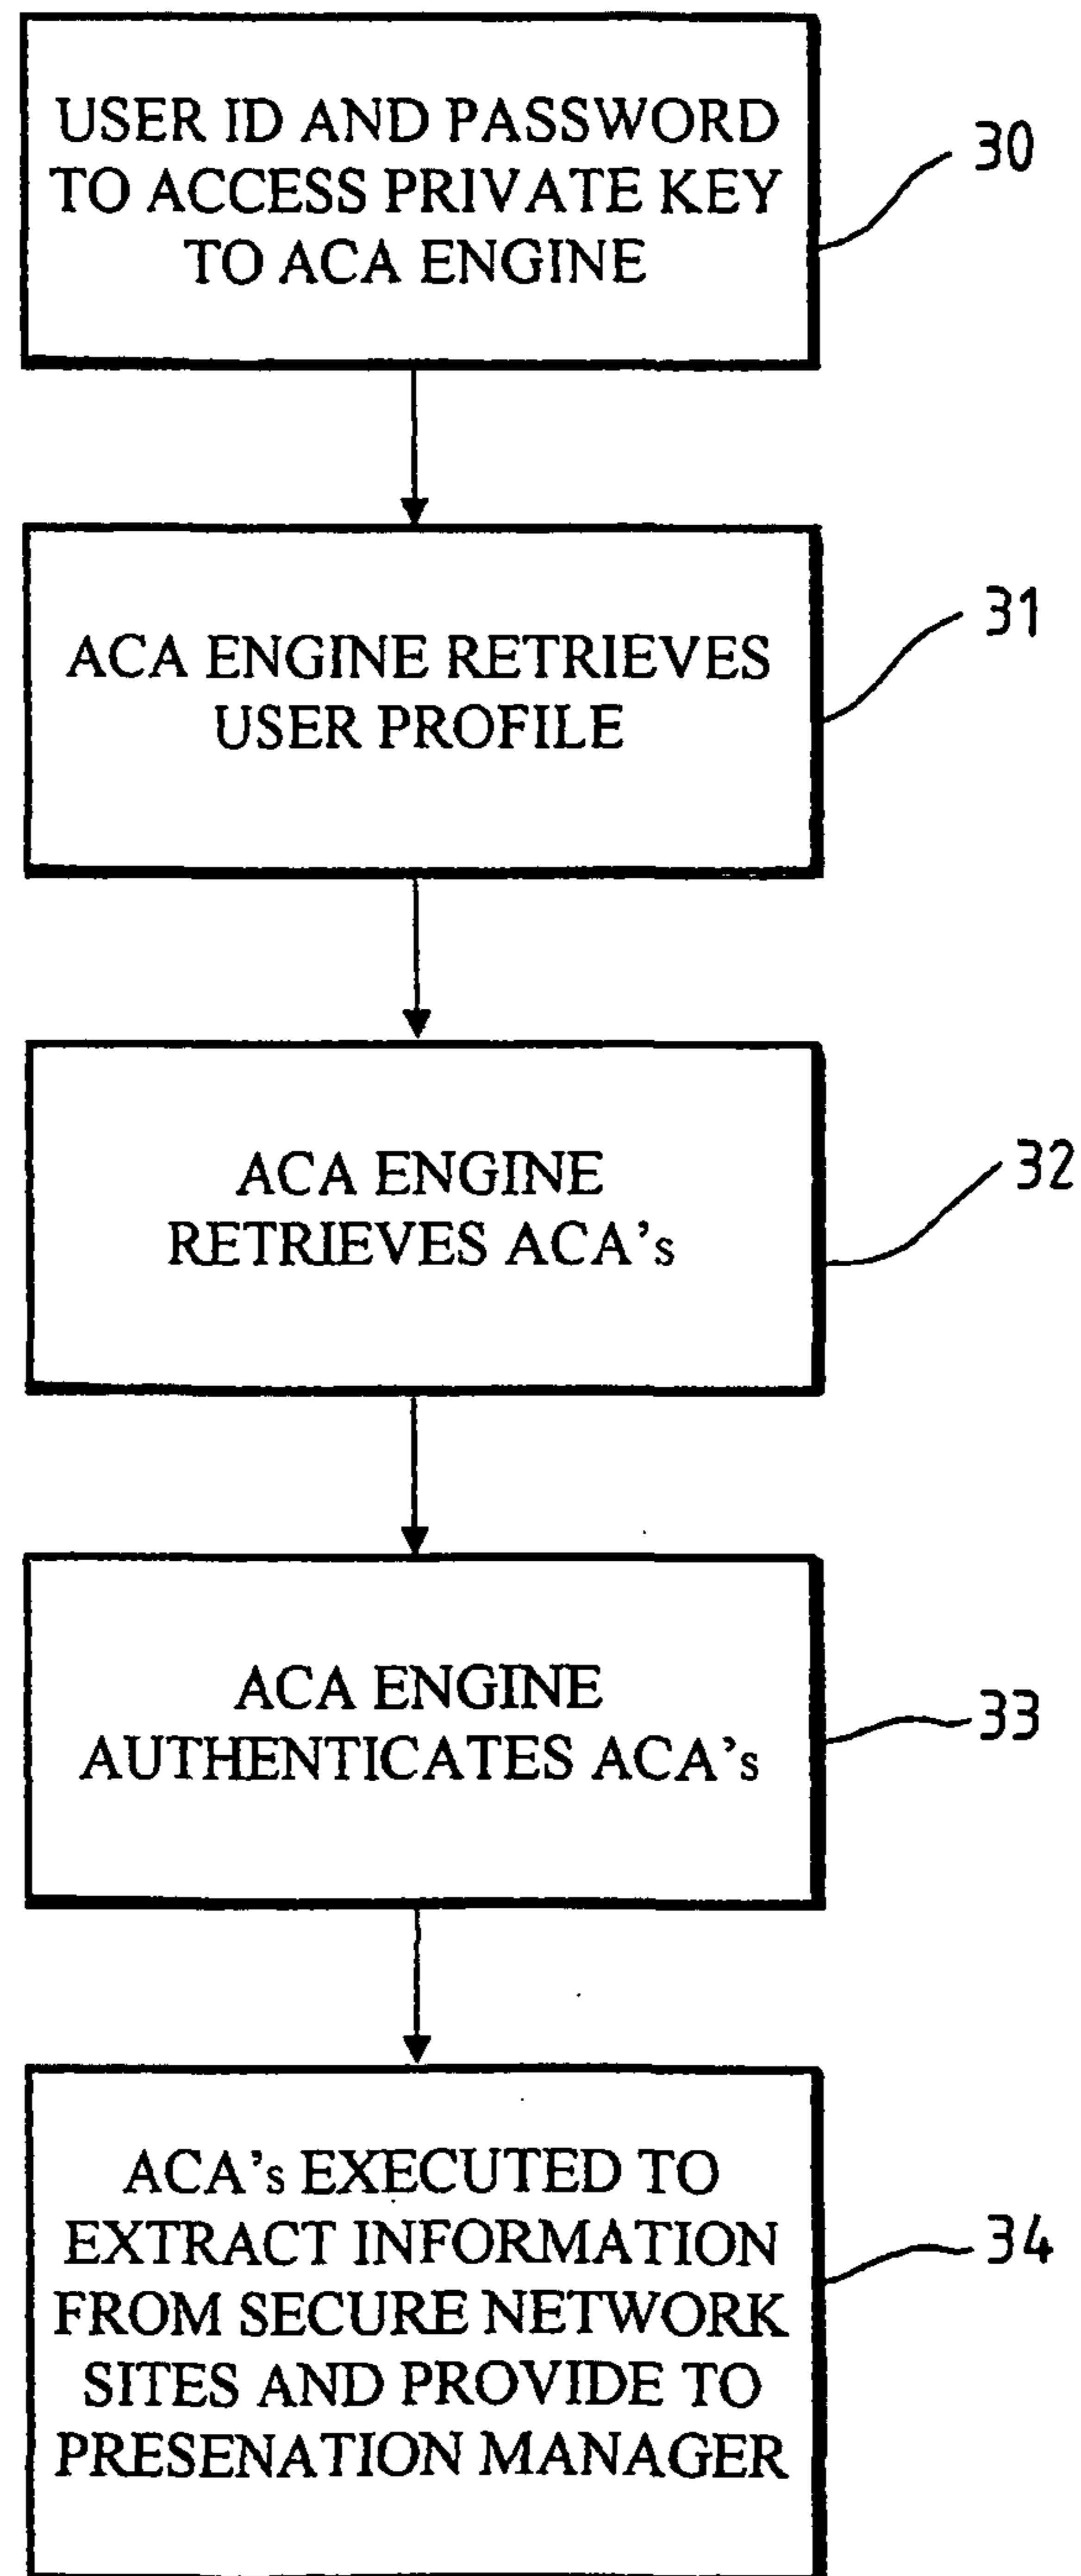 USER ID AND PASSWORD
TO ACCESS PRIVATE KEY
TO ACA ENGINE
30
ACA ENGINE RETRIEVES
USER PROFILE
31
ACA ENGINE
RETRIEVES ACA's
32
ACA ENGINE
AUTHENTICATES ACA's
33
ACA's EXECUTED TO
EXTRACT INFORMATION
FROM SECURE NETWORK
SITES AND PROVIDE TO
PRESENATION MANAGER
34